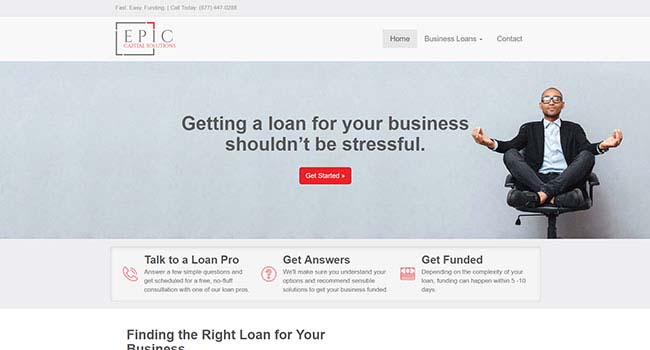 Fast. Easy. Funding. | Call Today: (877) 447-0288
EPIC
CAPITAL SOLUTIONS
Home
Business Loans
Contact
Getting a loan for your business
shouldn't be stressful.
Get Started »
Talk to a Loan Pro
Answer a few simple questions and
get scheduled for a free, no-fluff
consultation with one of our loan pros.
Get Answers
We'll make sure you understand your
options and recommend sensible
solutions to get your business funded.
Get Funded
Depending on the complexity of your
loan, funding can happen within 5 -10
days.
Finding the Right Loan for Your
Business